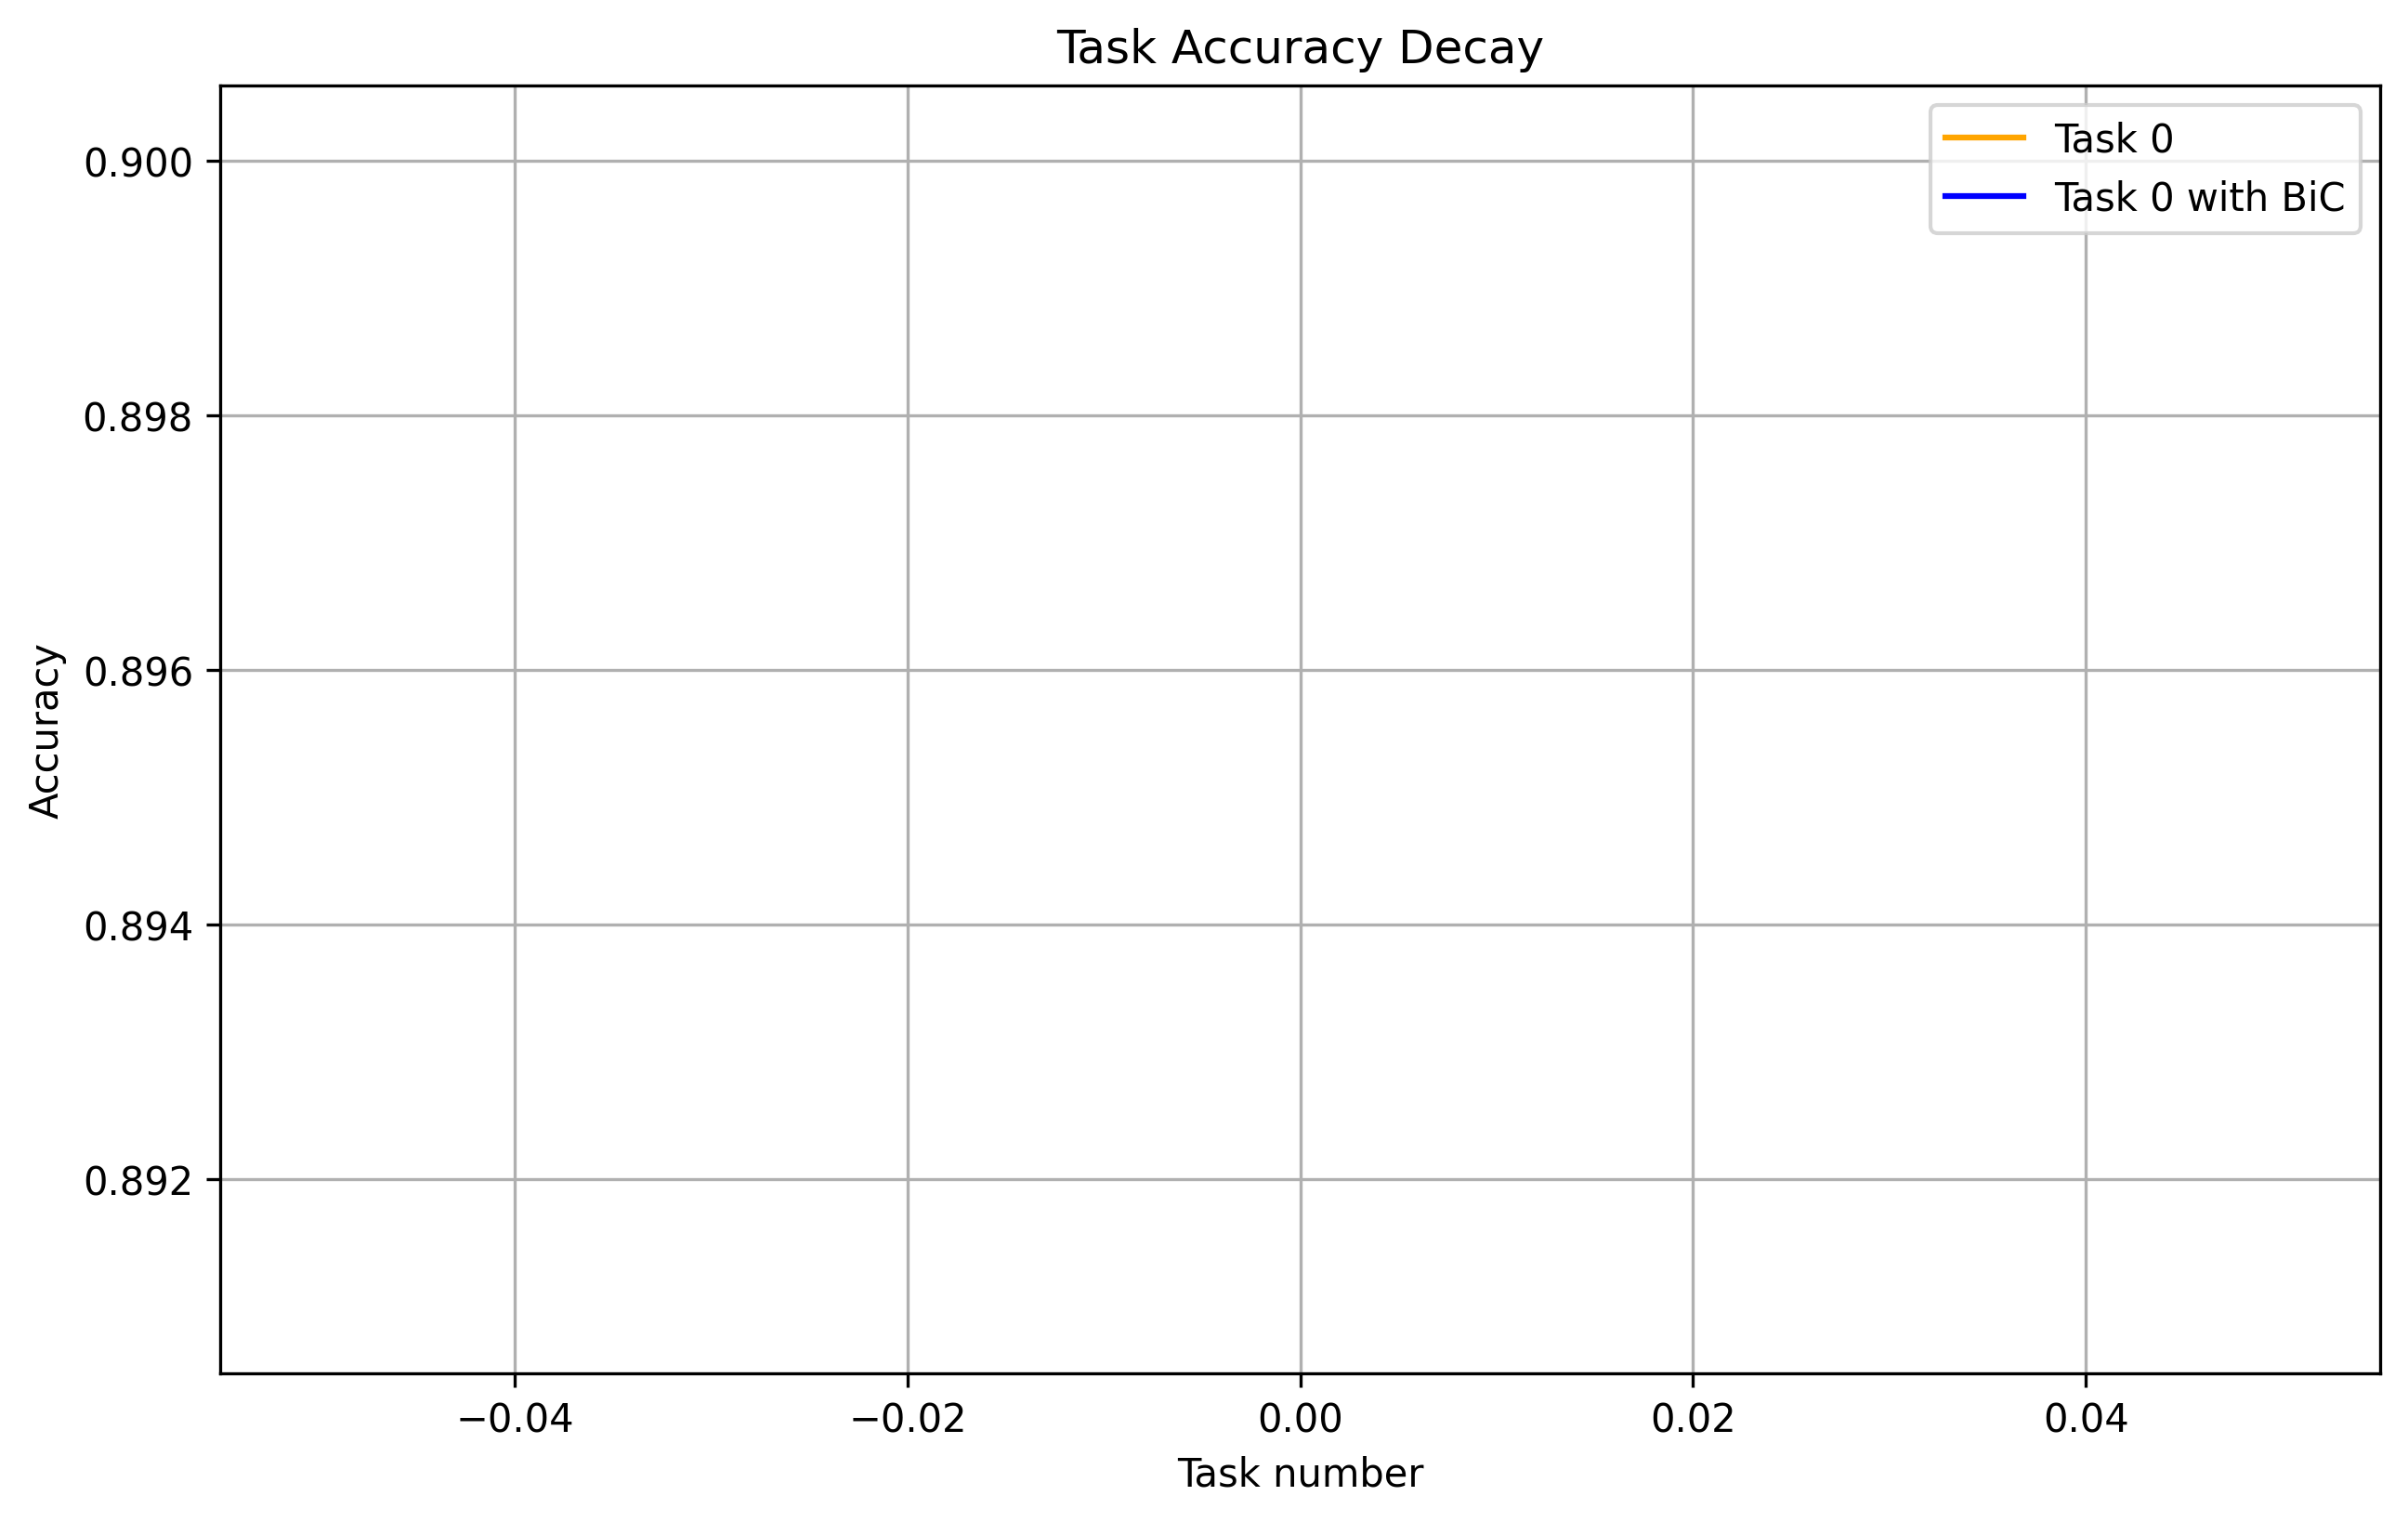 Task Accuracy Decay
Task 0
Task 0 with BiC
Accuracy
0.900
0.898
0.896
0.894
0.892
−0.04
−0.02
0.00
0.02
0.04
Task number